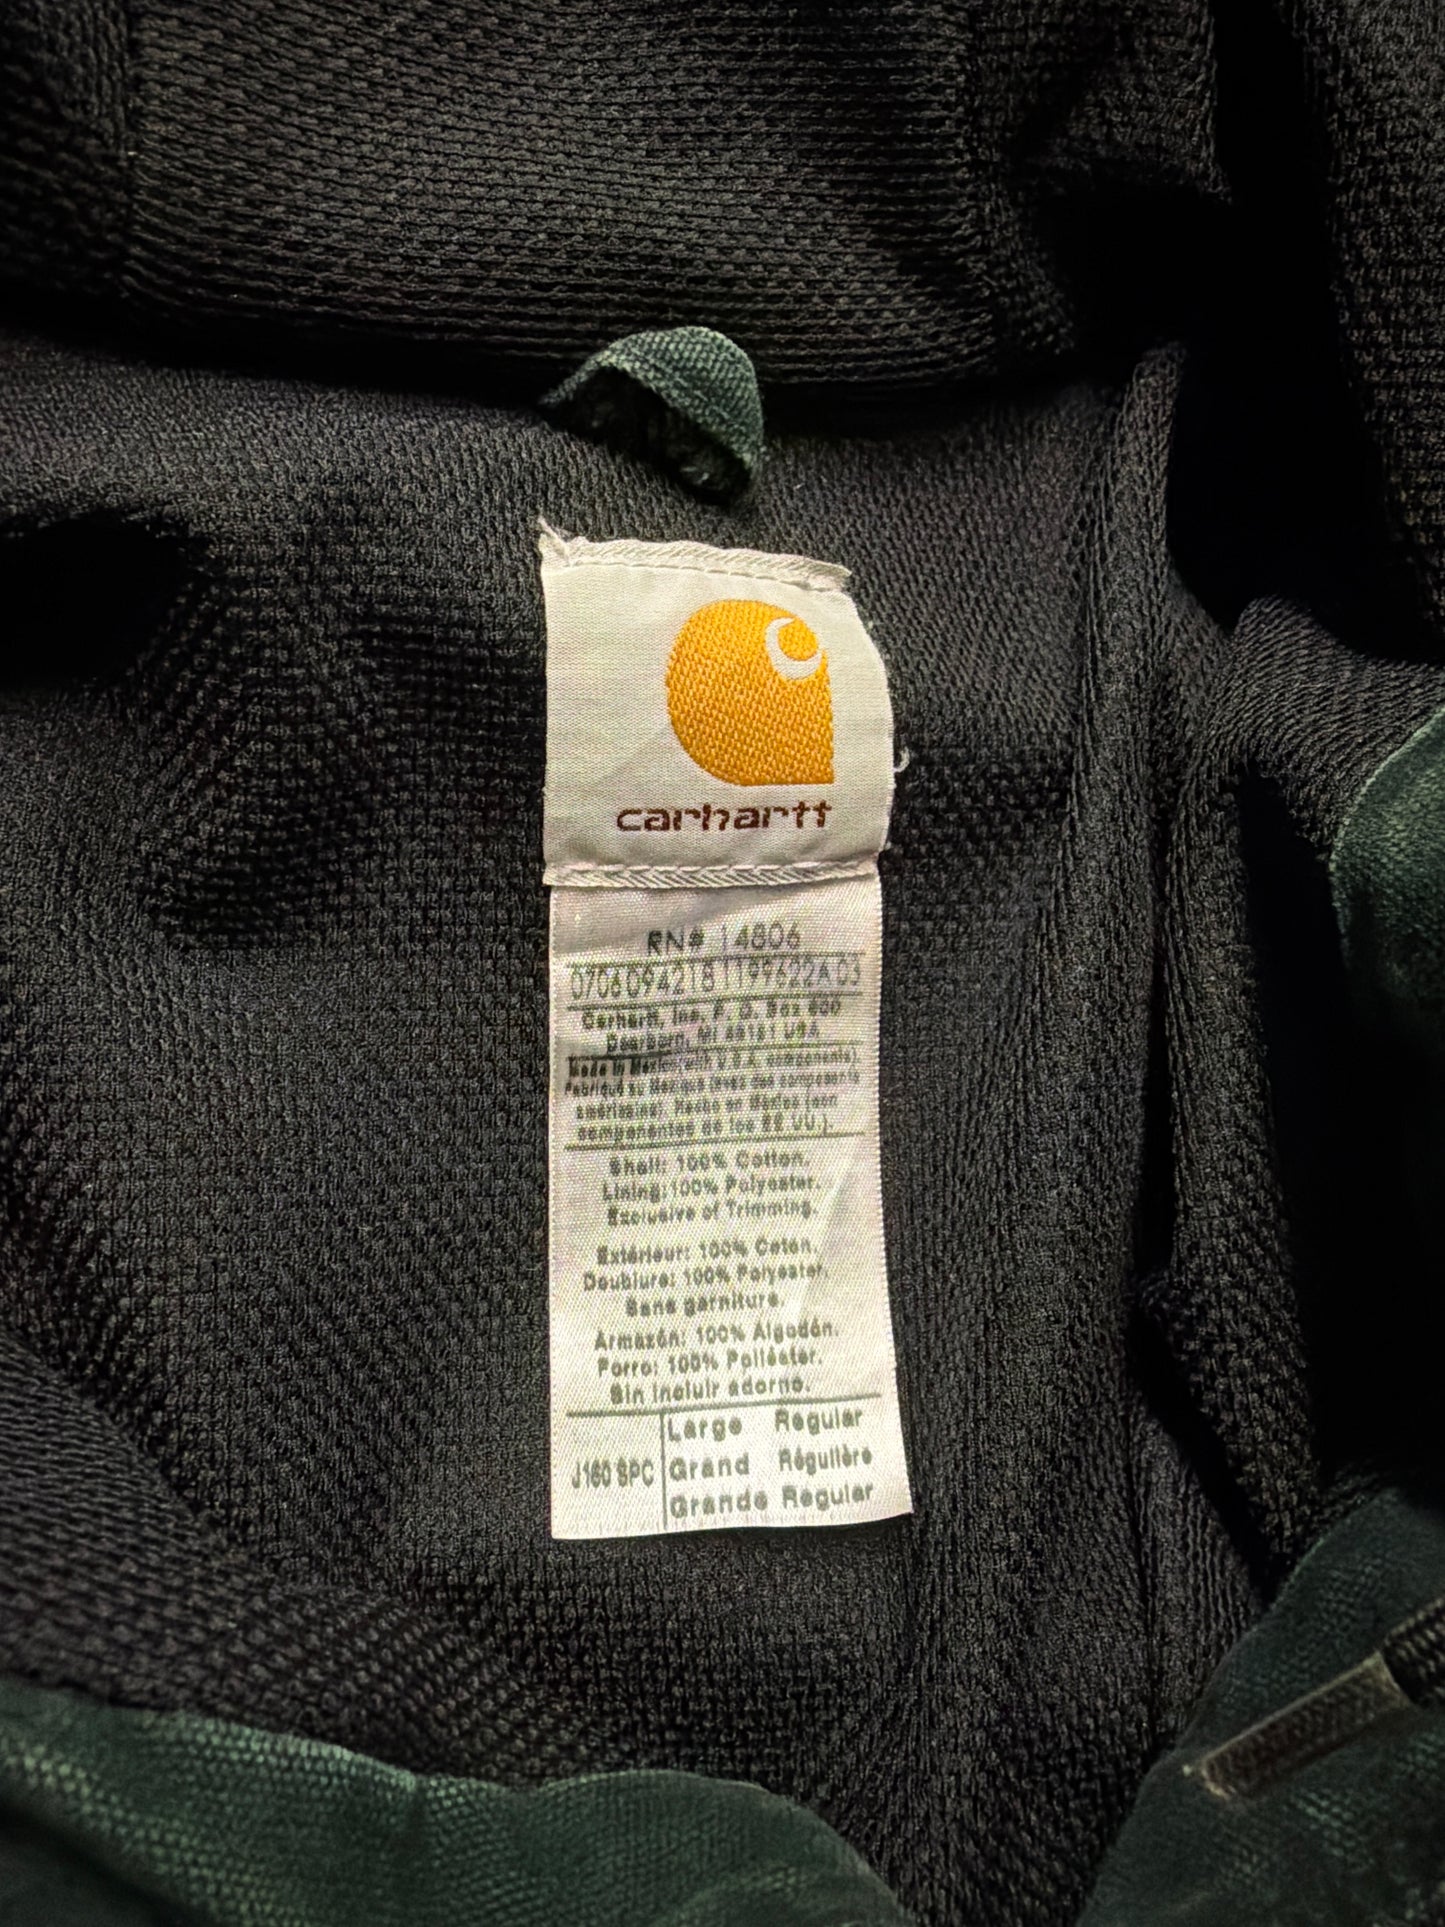 carhartt
RN# 14806
07060942181199622A 03
Carhartt, Inc. P. O. Box 600
Dearborn, MI 48121 USA
Made in Mexico (with U.S.A. components).
Fabriqué au Mexique (avec des composants
américains). Hecho en México (con
componentes de los EE.UU.).
Shell: 100% Cotton.
Lining: 100% Polyester.
Exclusive of Trimming.
Extérieur: 100% Coton.
Doublure: 100% Polyester.
Sans garniture.
Armazón: 100% Algodón.
Forro: 100% Poliéster.
Sin incluir adorno.
Large Regular
J160 SPC Grand Régulière
Grande Regular